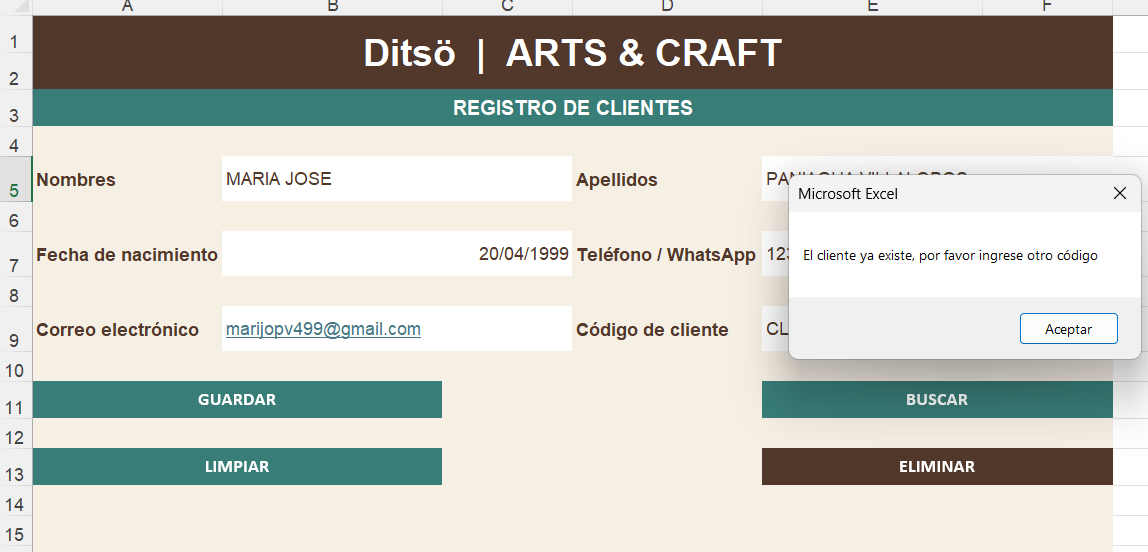 A B C D E F
1
Ditsö | ARTS & CRAFT
2
3 REGISTRO DE CLIENTES
4
5 Nombres MARIA JOSE Apellidos
Microsoft Excel
6
7 Fecha de nacimiento 20/04/1999 Teléfono / WhatsApp 123
El cliente ya existe, por favor ingrese otro código
8
9 Correo electrónico marijopv499@gmail.com Código de cliente CL
Aceptar
10
11 GUARDAR BUSCAR
12
13 LIMPIAR ELIMINAR
14
15